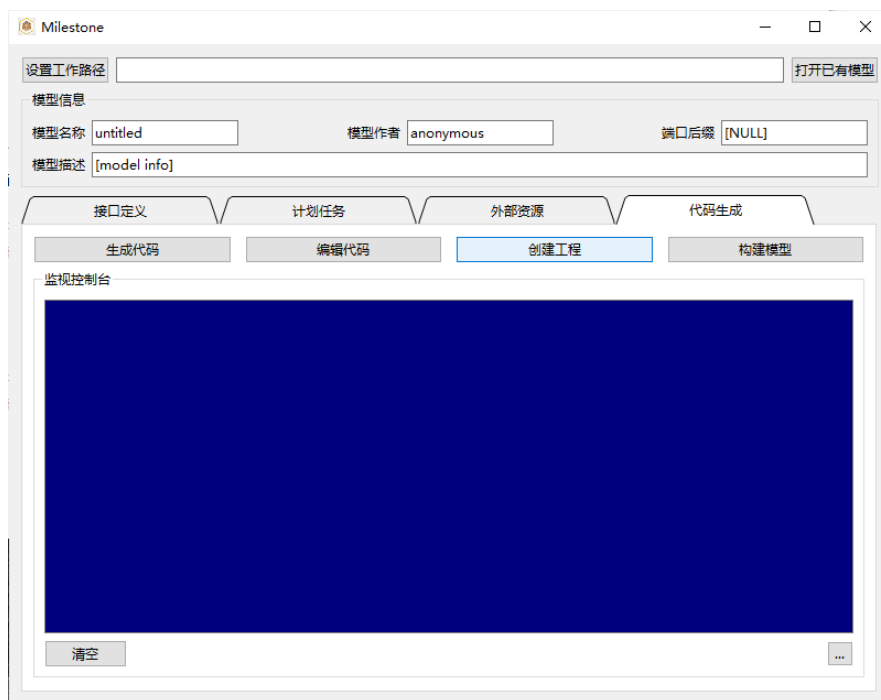 Milestone
设置工作路径 打开已有模型
模型信息
模型名称 untitled 模型作者 anonymous 端口后缀 [NULL]
模型描述 [model info]
接口定义 计划任务 外部资源 代码生成
生成代码 编辑代码 创建工程 构建模型
监视控制台
清空 ...